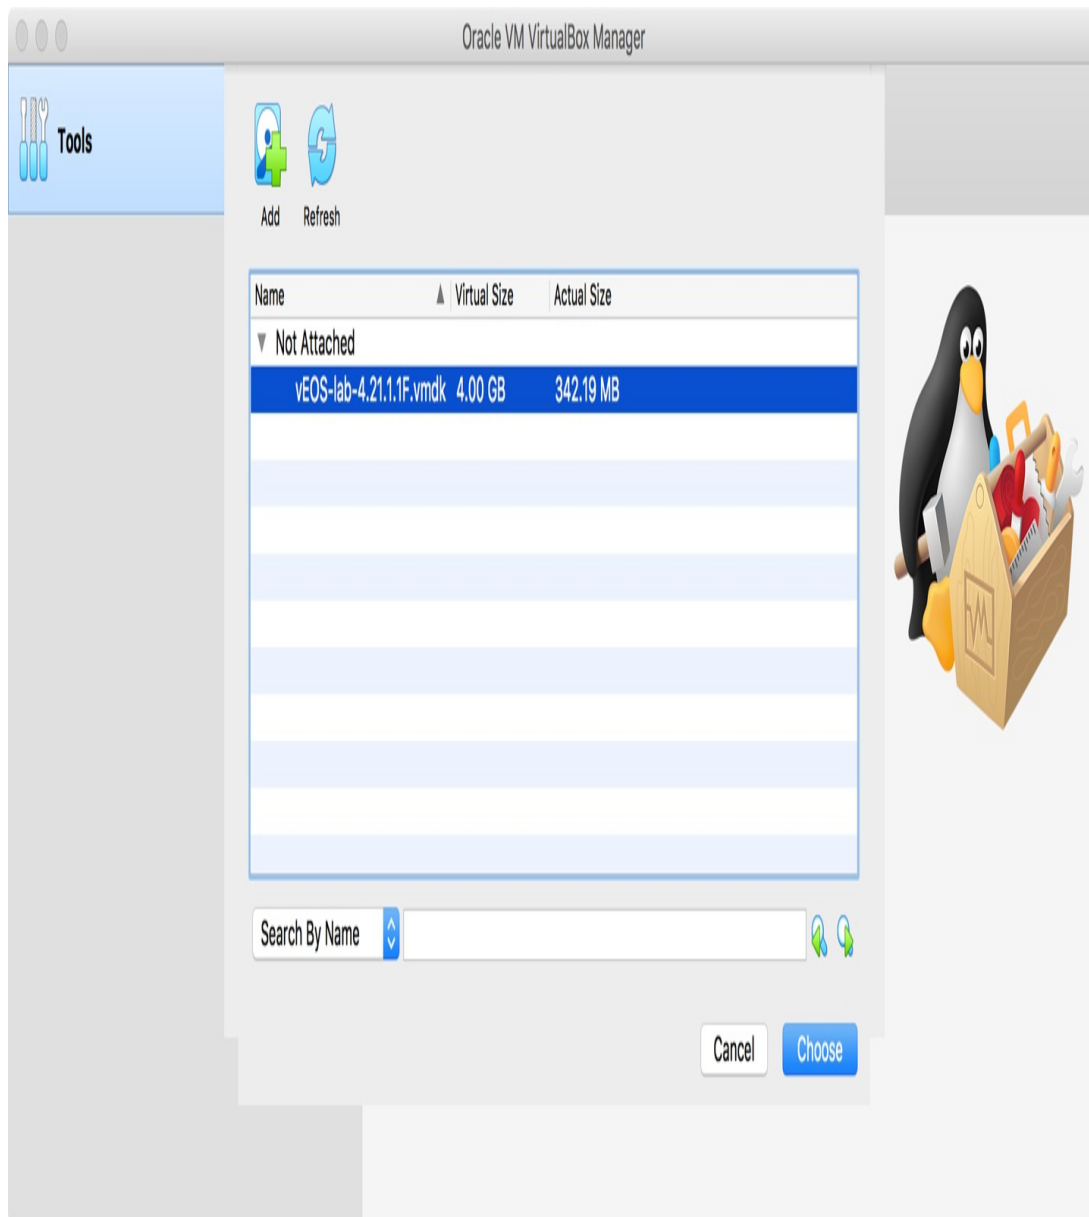 Oracle VM VirtualBox Manager
Tools
Add Refresh
Name Virtual Size Actual Size
Not Attached
vEOS-lab-4.21.1.1F.vmdk 4.00 GB 342.19 MB
Search By Name
Cancel Choose